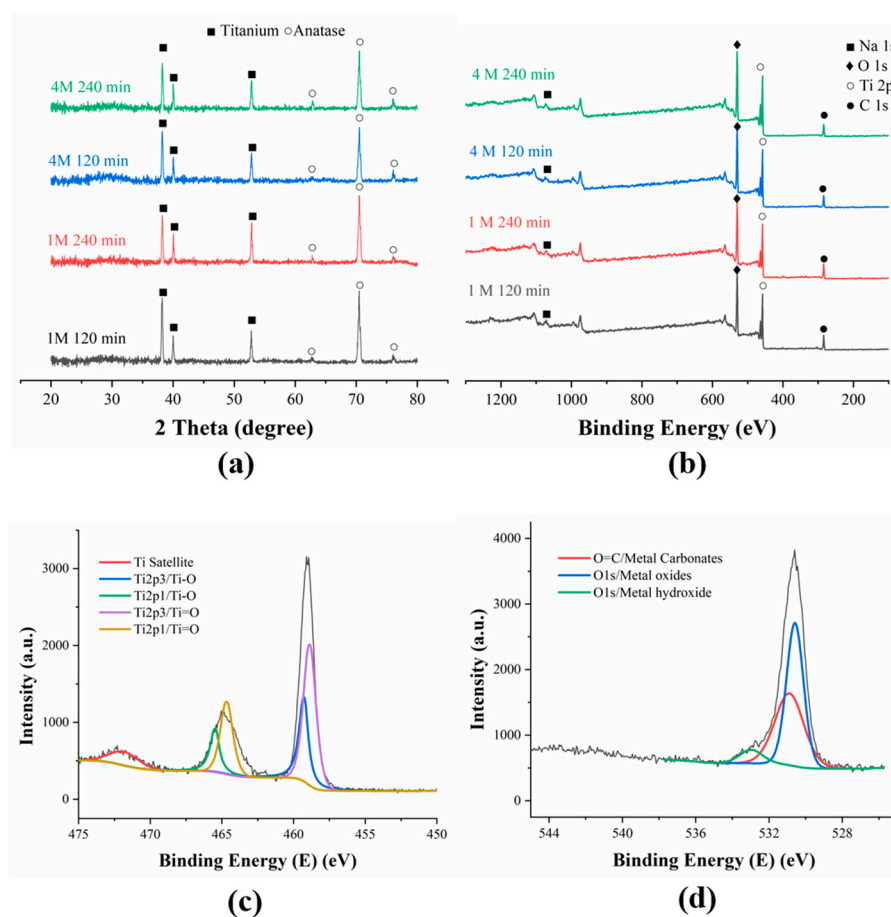 ■ Titanium ○ Anatase
4M 240 min
4M 120 min
1M 240 min
1M 120 min
20 30 40 50 60 70 80
2 Theta (degree)
(a)
■ Na 1s
◆ O 1s
○ Ti 2p
● C 1s
4 M 240 min
4 M 120 min
1 M 240 min
1 M 120 min
1200 1000 800 600 400 200
Binding Energy (eV)
(b)
Ti Satellite
Ti2p3/Ti-O
Ti2p1/Ti-O
Ti2p3/Ti=O
Ti2p1/Ti=O
3000
2000
1000
0
Intensity (a.u.)
475 470 465 460 455 450
Binding Energy (E) (eV)
(c)
O=C/Metal Carbonates
O1s/Metal oxides
O1s/Metal hydroxide
4000
3000
2000
1000
0
Intensity (a.u.)
544 540 536 532 528
Binding Energy (E) (eV)
(d)